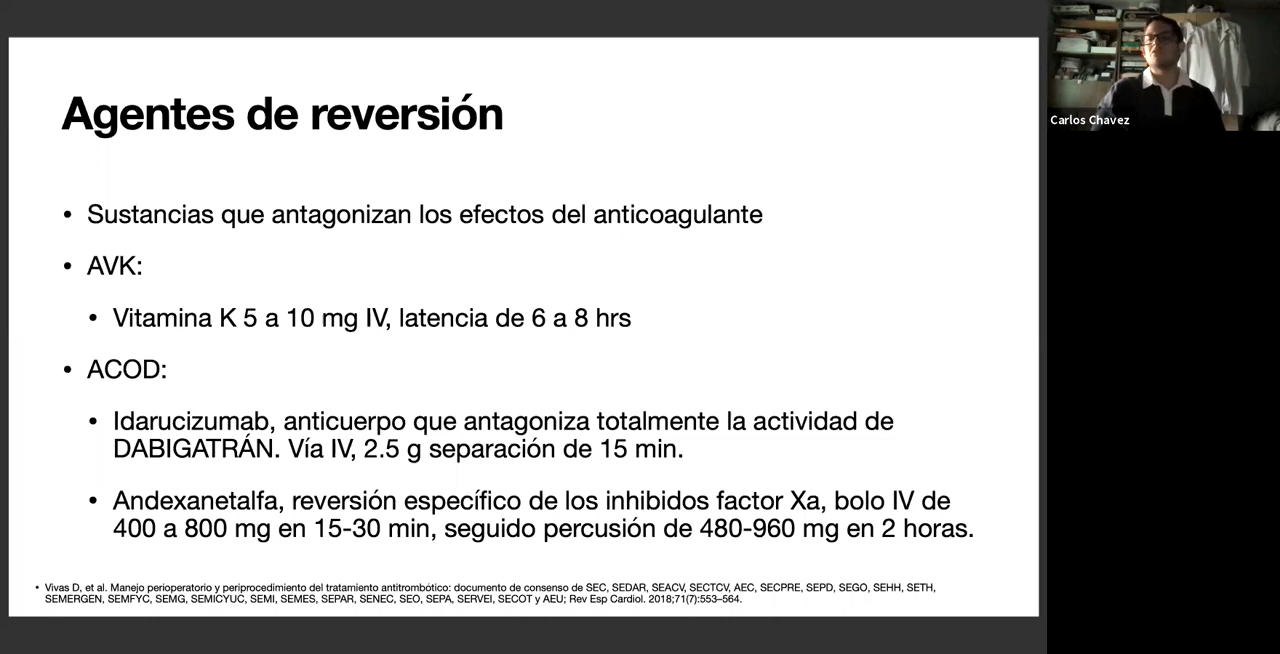 Agentes de reversión
• Sustancias que antagonizan los efectos del anticoagulante
• AVK:
• Vitamina K 5 a 10 mg IV, latencia de 6 a 8 hrs
• ACOD:
• Idarucizumab, anticuerpo que antagoniza totalmente la actividad de
DABIGATRÁN. Vía IV, 2.5 g separación de 15 min.
• Andexanetalfa, reversión específico de los inhibidos factor Xa, bolo IV de
400 a 800 mg en 15-30 min, seguido percusión de 480-960 mg en 2 horas.
• Vivas D, et al. Manejo perioperatorio y periprocedimiento del tratamiento antitrombótico: documento de consenso de SEC, SEDAR, SEACV, SECTCV, AEC, SECPRE, SEPD, SEGO, SEHH, SETH,
SEMERGEN, SEMFYC, SEMG, SEMICYUC, SEMI, SEMES, SEPAR, SENEC, SEO, SEPA, SERVEI, SECOT y AEU; Rev Esp Cardiol. 2018;71(7):553–564.
Carlos Chavez